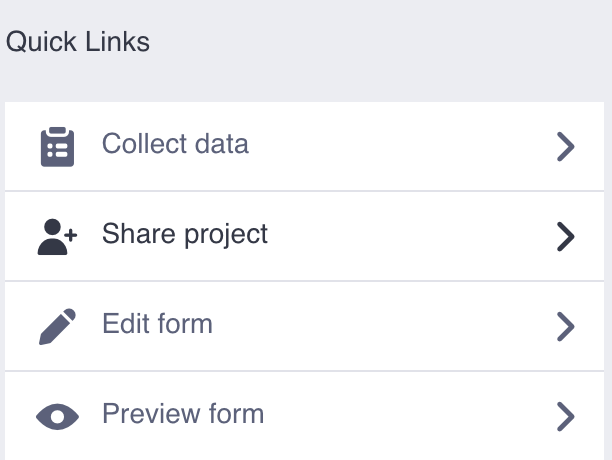 Quick Links
Collect data
Share project
Edit form
Preview form